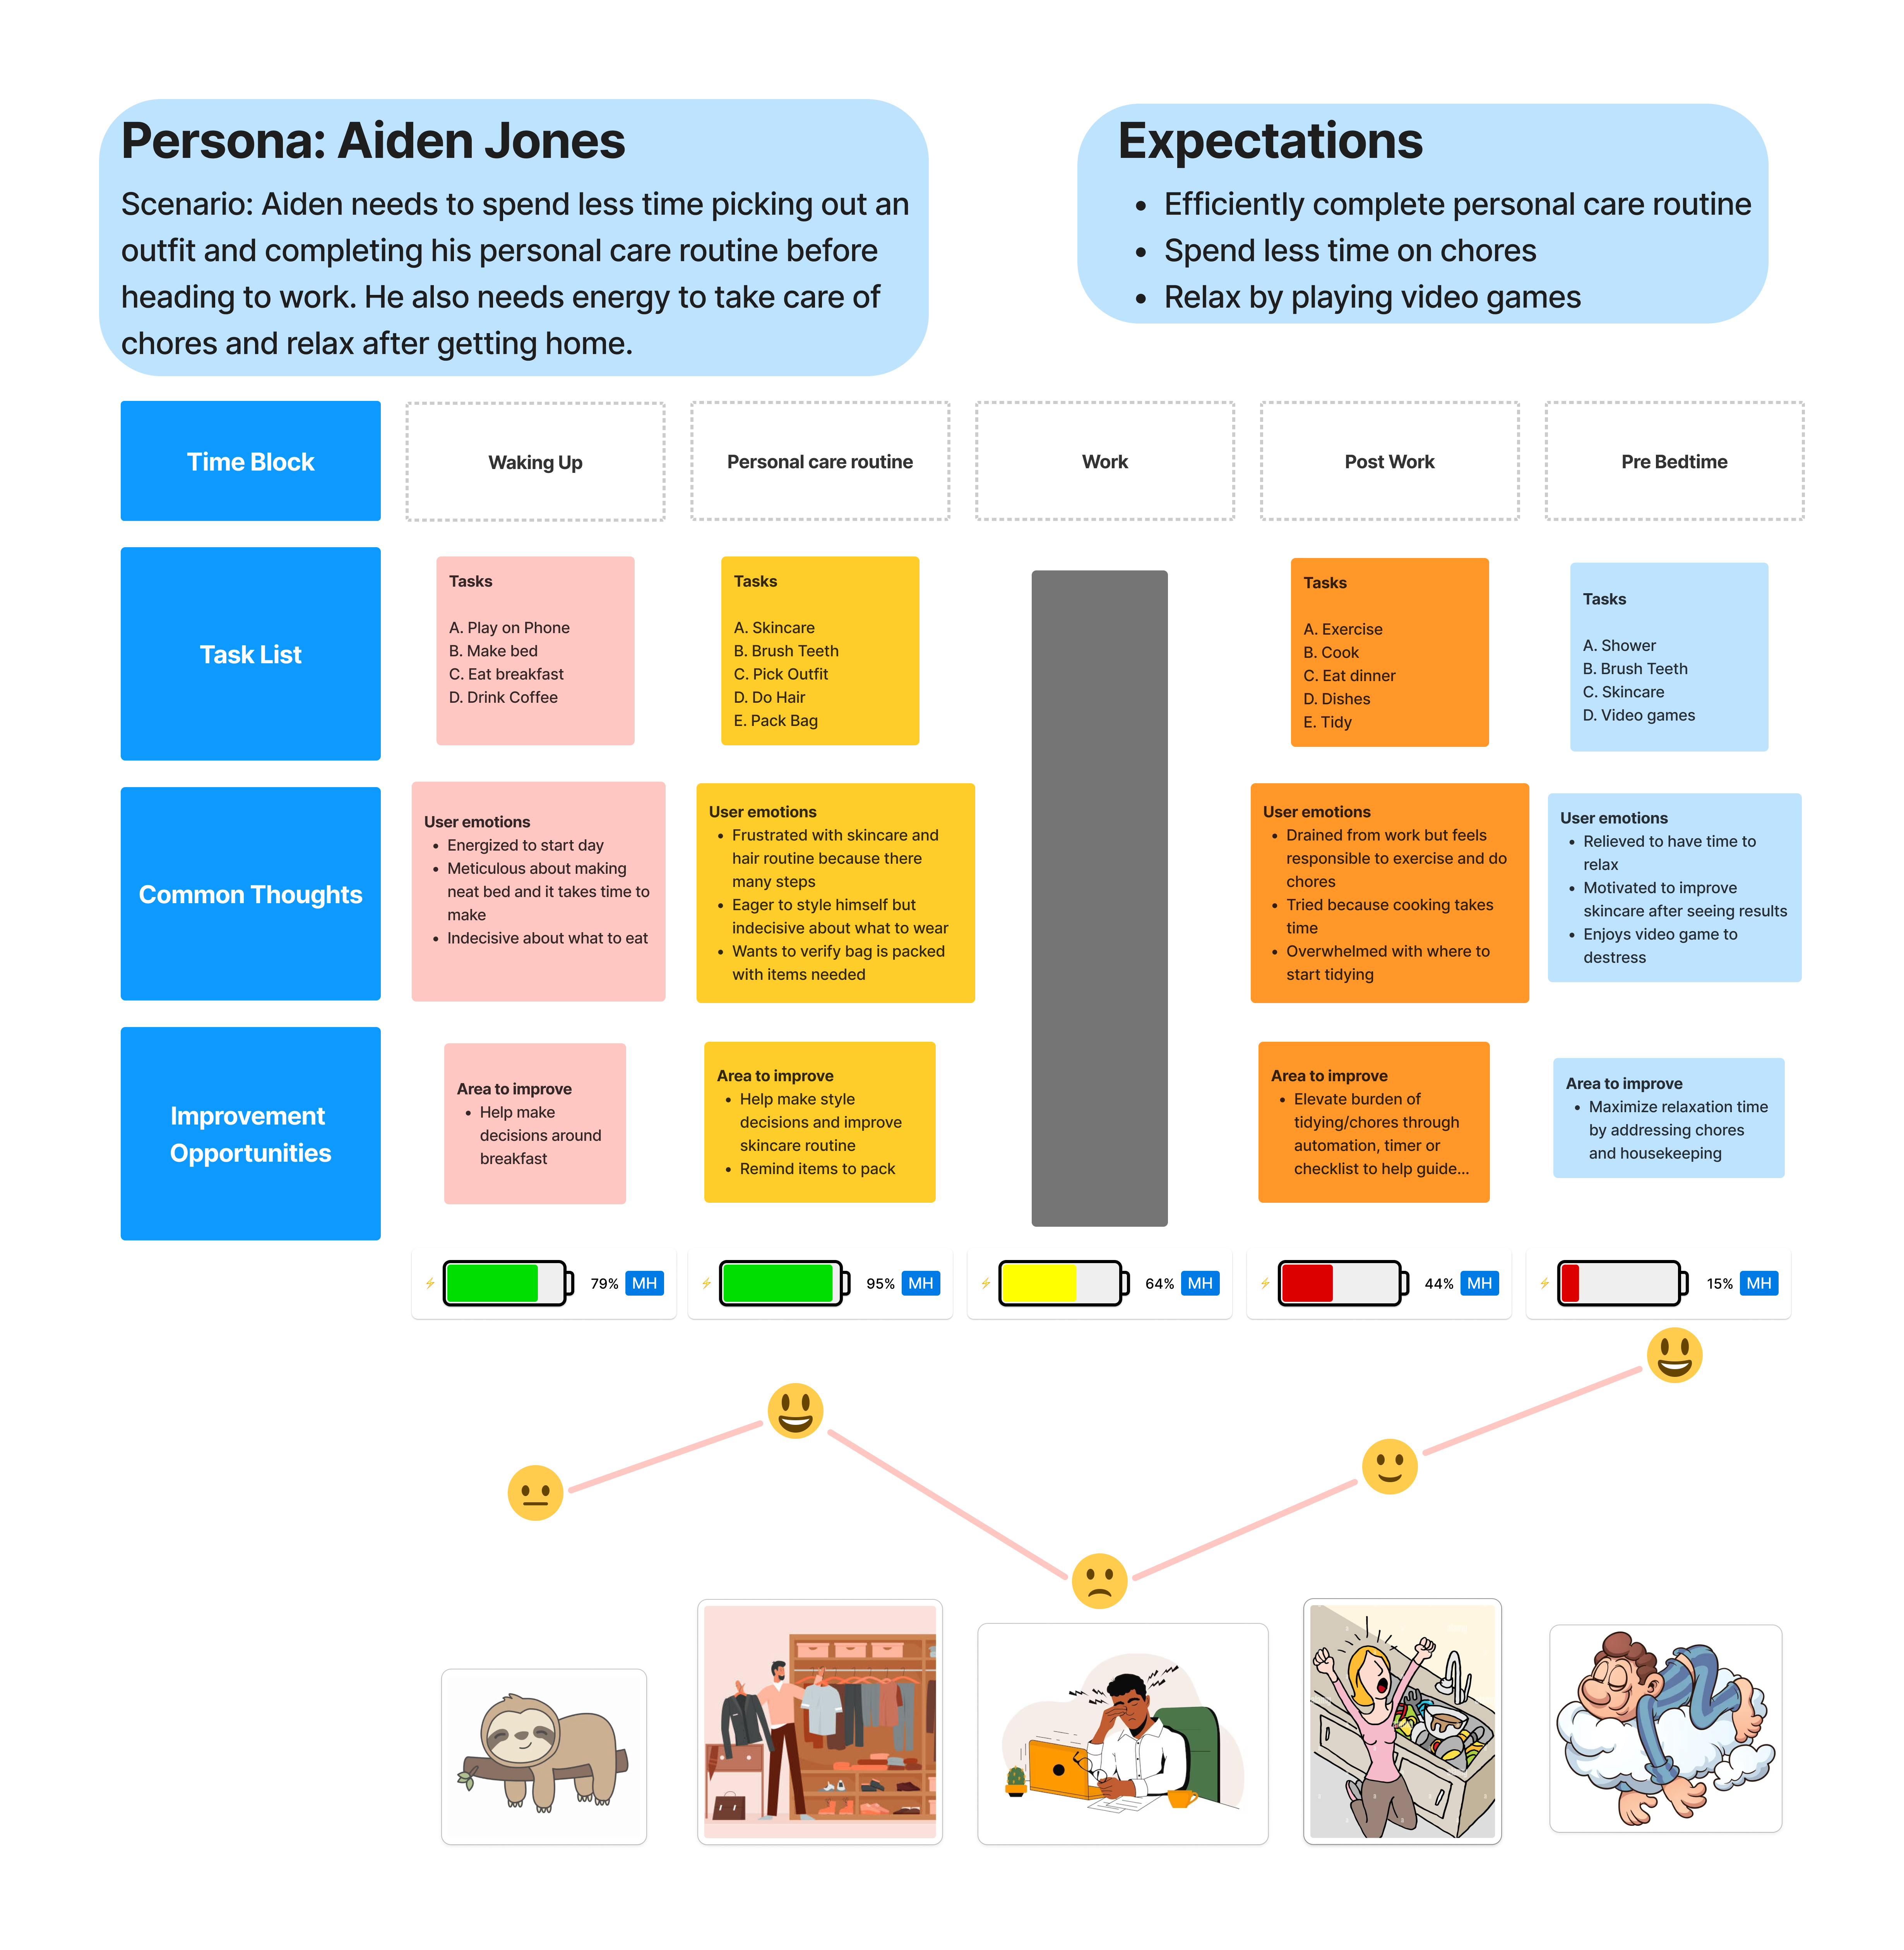 Persona: Aiden Jones
Scenario: Aiden needs to spend less time picking out an
outfit and completing his personal care routine before
heading to work. He also needs energy to take care of
chores and relax after getting home.
Expectations
• Efficiently complete personal care routine
• Spend less time on chores
• Relax by playing video games
Time Block
Waking Up
Personal care routine
Work
Post Work
Pre Bedtime
Task List
Tasks
A. Play on Phone
B. Make bed
C. Eat breakfast
D. Drink Coffee
Tasks
A. Skincare
B. Brush Teeth
C. Pick Outfit
D. Do Hair
E. Pack Bag
Tasks
A. Exercise
B. Cook
C. Eat dinner
D. Dishes
E. Tidy
Tasks
A. Shower
B. Brush Teeth
C. Skincare
D. Video games
Common Thoughts
User emotions
• Energized to start day
• Meticulous about making
neat bed and it takes time to
make
• Indecisive about what to eat
User emotions
• Frustrated with skincare and
hair routine because there
many steps
• Eager to style himself but
indecisive about what to wear
• Wants to verify bag is packed
with items needed
User emotions
• Drained from work but feels
responsible to exercise and do
chores
• Tried because cooking takes
time
• Overwhelmed with where to
start tidying
User emotions
• Relieved to have time to
relax
• Motivated to improve
skincare after seeing results
• Enjoys video game to
destress
Improvement
Opportunities
Area to improve
• Help make
decisions around
breakfast
Area to improve
• Help make style
decisions and improve
skincare routine
• Remind items to pack
Area to improve
• Elevate burden of
tidying/chores through
automation, timer or
checklist to help guide...
Area to improve
• Maximize relaxation time
by addressing chores
and housekeeping
79% MH
95% MH
64% MH
44% MH
15% MH